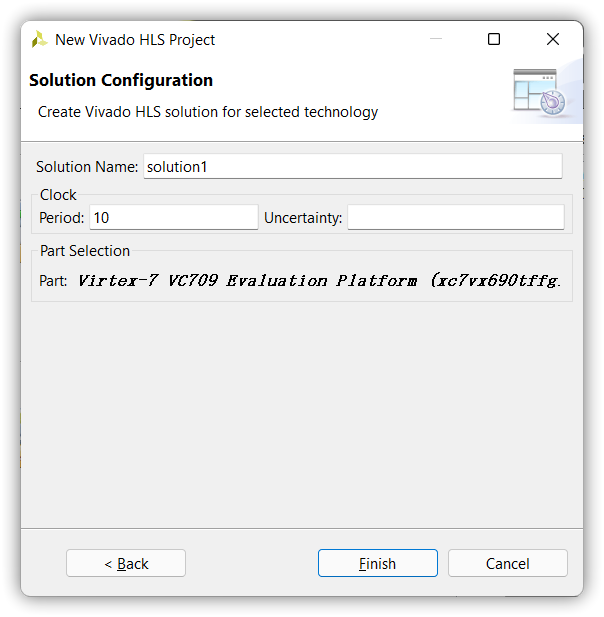 New Vivado HLS Project
Solution Configuration
Create Vivado HLS solution for selected technology
Solution Name: solution1
Clock
Period: 10 Uncertainty:
Part Selection
Part: Virtex-7 VC709 Evaluation Platform (xc7vx690tffg.
< Back Finish Cancel